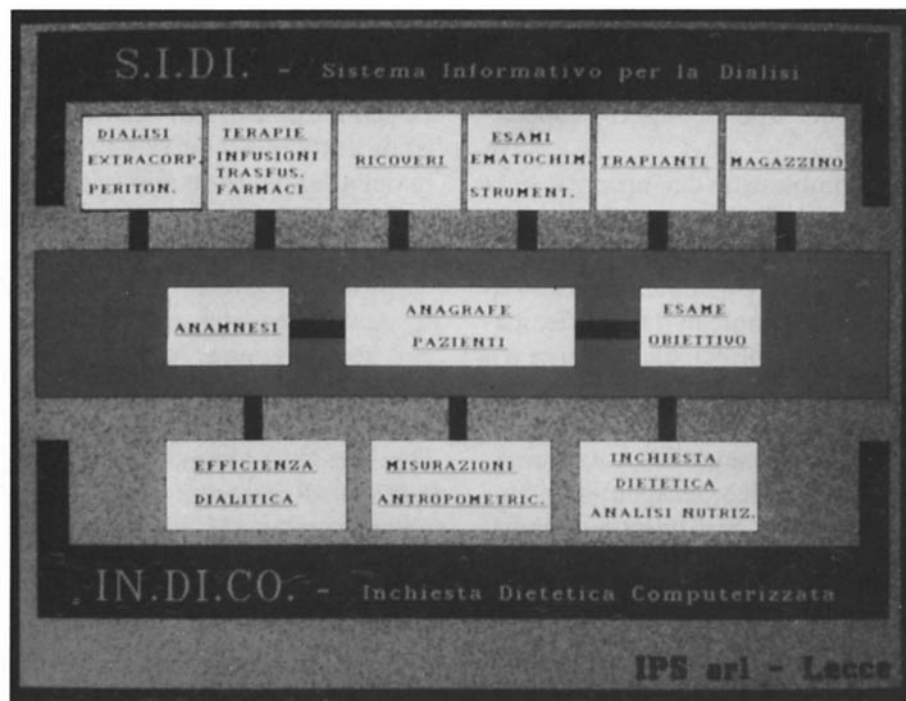 S.I.DI. - Sistema Informativo per la Dialisi
DIALISI
EXTRACORP.
PERITON.
TERAPIE
INFUSIONI
TRASFUS.
FARMACI
RICOVERI
ESAMI
EMATOCHIM.
STRUMENT.
TRAPIANTI
MAGAZZINO
ANAMNESI
ANAGRAFE
PAZIENTI
ESAME
OBIETTIVO
EFFICIENZA
DIALITICA
MISURAZIONI
ANTROPOMETRIC.
INCHIESTA
DIETETICA
ANALISI NUTRIZ.
IN.DI.CO. - Inchiesta Dietetica Computerizzata
IPS arl - Lecce